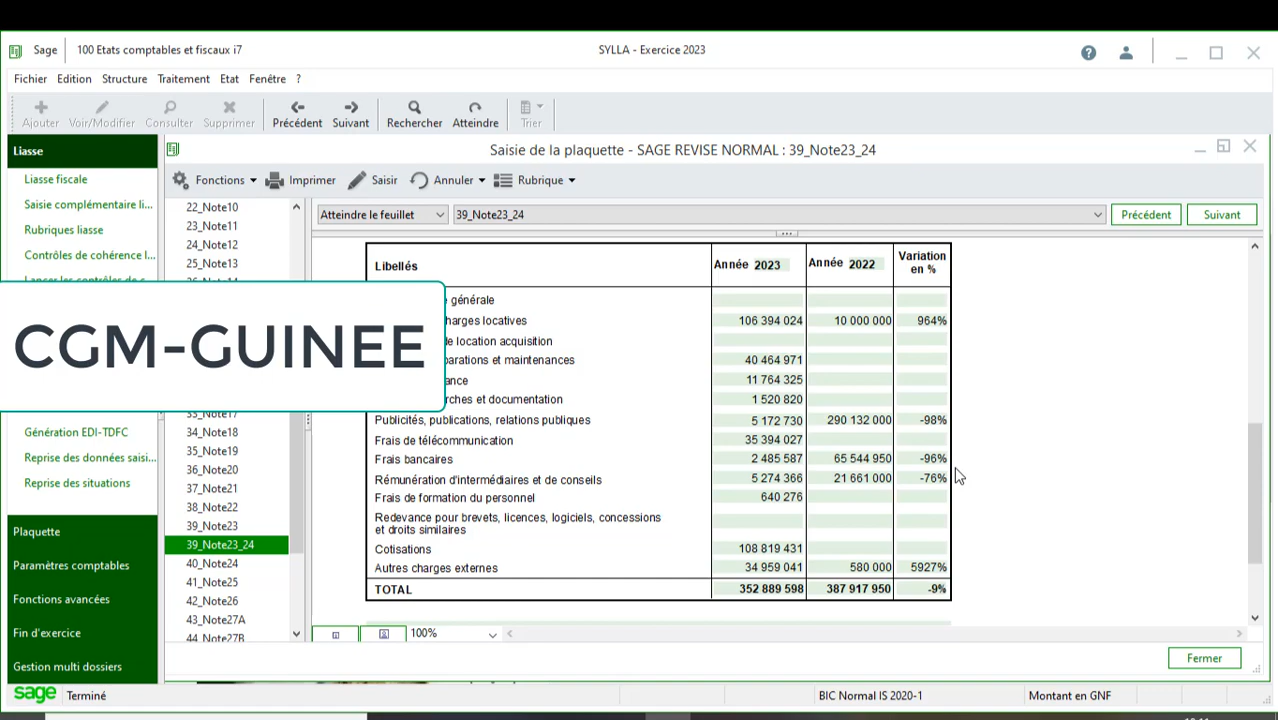 Sage 100 Etats comptables et fiscaux i7 SYLLA - Exercice 2023
Fichier Edition Structure Traitement Etat Fenêtre ?
Ajouter Voir/Modifier Consulter Supprimer Précédent Suivant Rechercher Atteindre Trier
Liasse
Saisie de la plaquette - SAGE REVISE NORMAL : 39_Note23_24
Liasse fiscale
Saisie complémentaire li...
Rubriques liasse
Contrôles de cohérence l...
Fonctions Imprimer Saisir Annuler Rubrique
22_Note10
23_Note11
24_Note12
25_Note13
Atteindre le feuillet 39_Note23_24 Précédent Suivant
Libellés Année 2023 Année 2022 Variation en %
générale
harges locatives 106 394 024 10 000 000 964%
de location acquisition
parations et maintenances 40 464 971
ance 11 764 325
rches et documentation 1 520 820
CGM-GUINEE
Publicités, publications, relations publiques 5 172 730 290 132 000 -98%
Frais de télécommunication 35 394 027
Frais bancaires 2 485 587 65 544 950 -96%
Rémunération d'intermédiaires et de conseils 5 274 366 21 661 000 -76%
Frais de formation du personnel 640 276
Redevance pour brevets, licences, logiciels, concessions
et droits similaires
Cotisations 108 819 431
Autres charges externes 34 959 041 580 000 5927%
TOTAL 352 889 598 387 917 950 -9%
Génération EDI-TDFC
Reprise des données saisi...
Reprise des situations
Plaquette
Paramètres comptables
Fonctions avancées
Fin d'exercice
Gestion multi dossiers
35_Note17
34_Note18
35_Note19
36_Note20
37_Note21
38_Note22
39_Note23
39_Note23_24
40_Note24
41_Note25
42_Note26
43_Note27A
44_Note27B
100%
Fermer
sage Terminé BIC Normal IS 2020-1 Montant en GNF